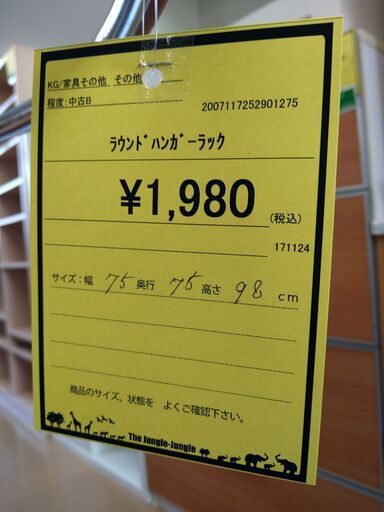 KG/家具その他 その他
程度:中古B
2007117252901275
ﾗｳﾝﾄﾞﾊﾝｶﾞｰﾗｯｸ
¥1,980 (税込)
171124
サイズ:幅 75 奥行 75 高さ 98 cm
商品のサイズ、状態を よくご確認下さい。
The Jungle-Jungle